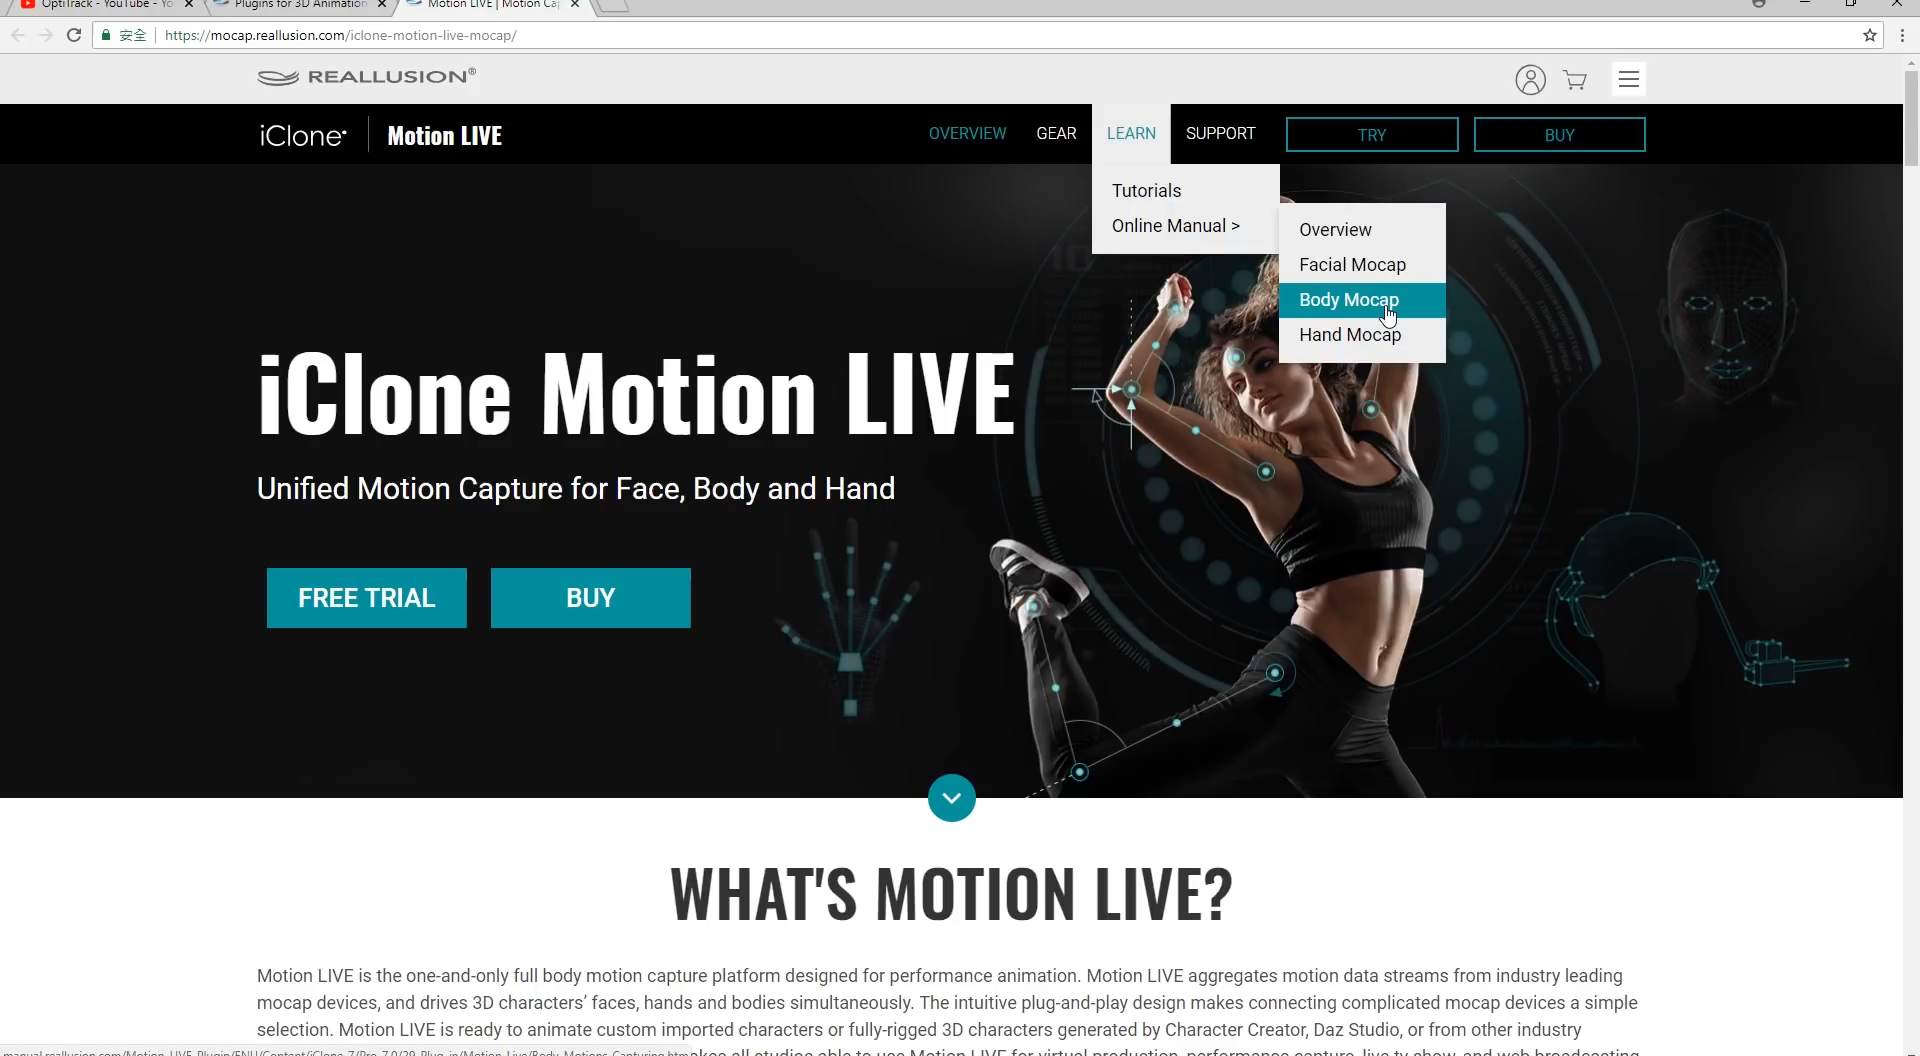 OptiTrack - YouTube - Yo
Plugins for 3D Animation
Motion LIVE | Motion Ca
安全 https://mocap.reallusion.com/iclone-motion-live-mocap/
REALLUSION®
iClone Motion LIVE OVERVIEW GEAR LEARN SUPPORT TRY BUY
Tutorials
Online Manual >
Overview
Facial Mocap
Body Mocap
Hand Mocap
iClone Motion LIVE
Unified Motion Capture for Face, Body and Hand
FREE TRIAL BUY
WHAT'S MOTION LIVE?
Motion LIVE is the one-and-only full body motion capture platform designed for performance animation. Motion LIVE aggregates motion data streams from industry leading
mocap devices, and drives 3D characters’ faces, hands and bodies simultaneously. The intuitive plug-and-play design makes connecting complicated mocap devices a simple
selection. Motion LIVE is ready to animate custom imported characters or fully-rigged 3D characters generated by Character Creator, Daz Studio, or from other industry